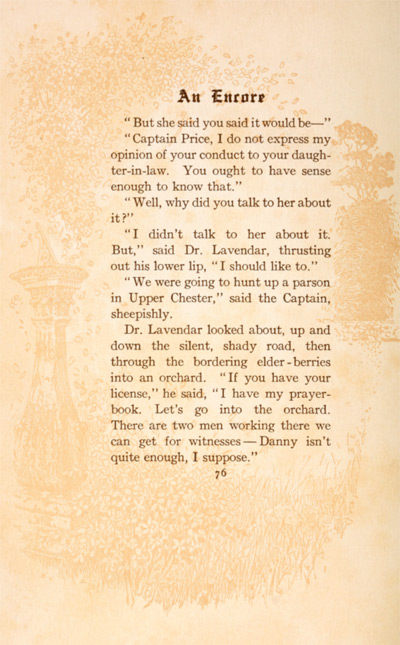 An Encore
"But she said you said it would be—"
"Captain Price, I do not express my
opinion of your conduct to your daugh-
ter-in-law. You ought to have sense
enough to know that."
"Well, why did you talk to her about
it?"
"I didn't talk to her about it.
But," said Dr. Lavendar, thrusting
out his lower lip, "I should like to."
"We were going to hunt up a parson
in Upper Chester," said the Captain,
sheepishly.
Dr. Lavendar looked about, up and
down the silent, shady road, then
through the bordering elder-berries
into an orchard. "If you have your
license," he said, "I have my prayer-
book. Let's go into the orchard.
There are two men working there we
can get for witnesses—Danny isn't
quite enough, I suppose."
76